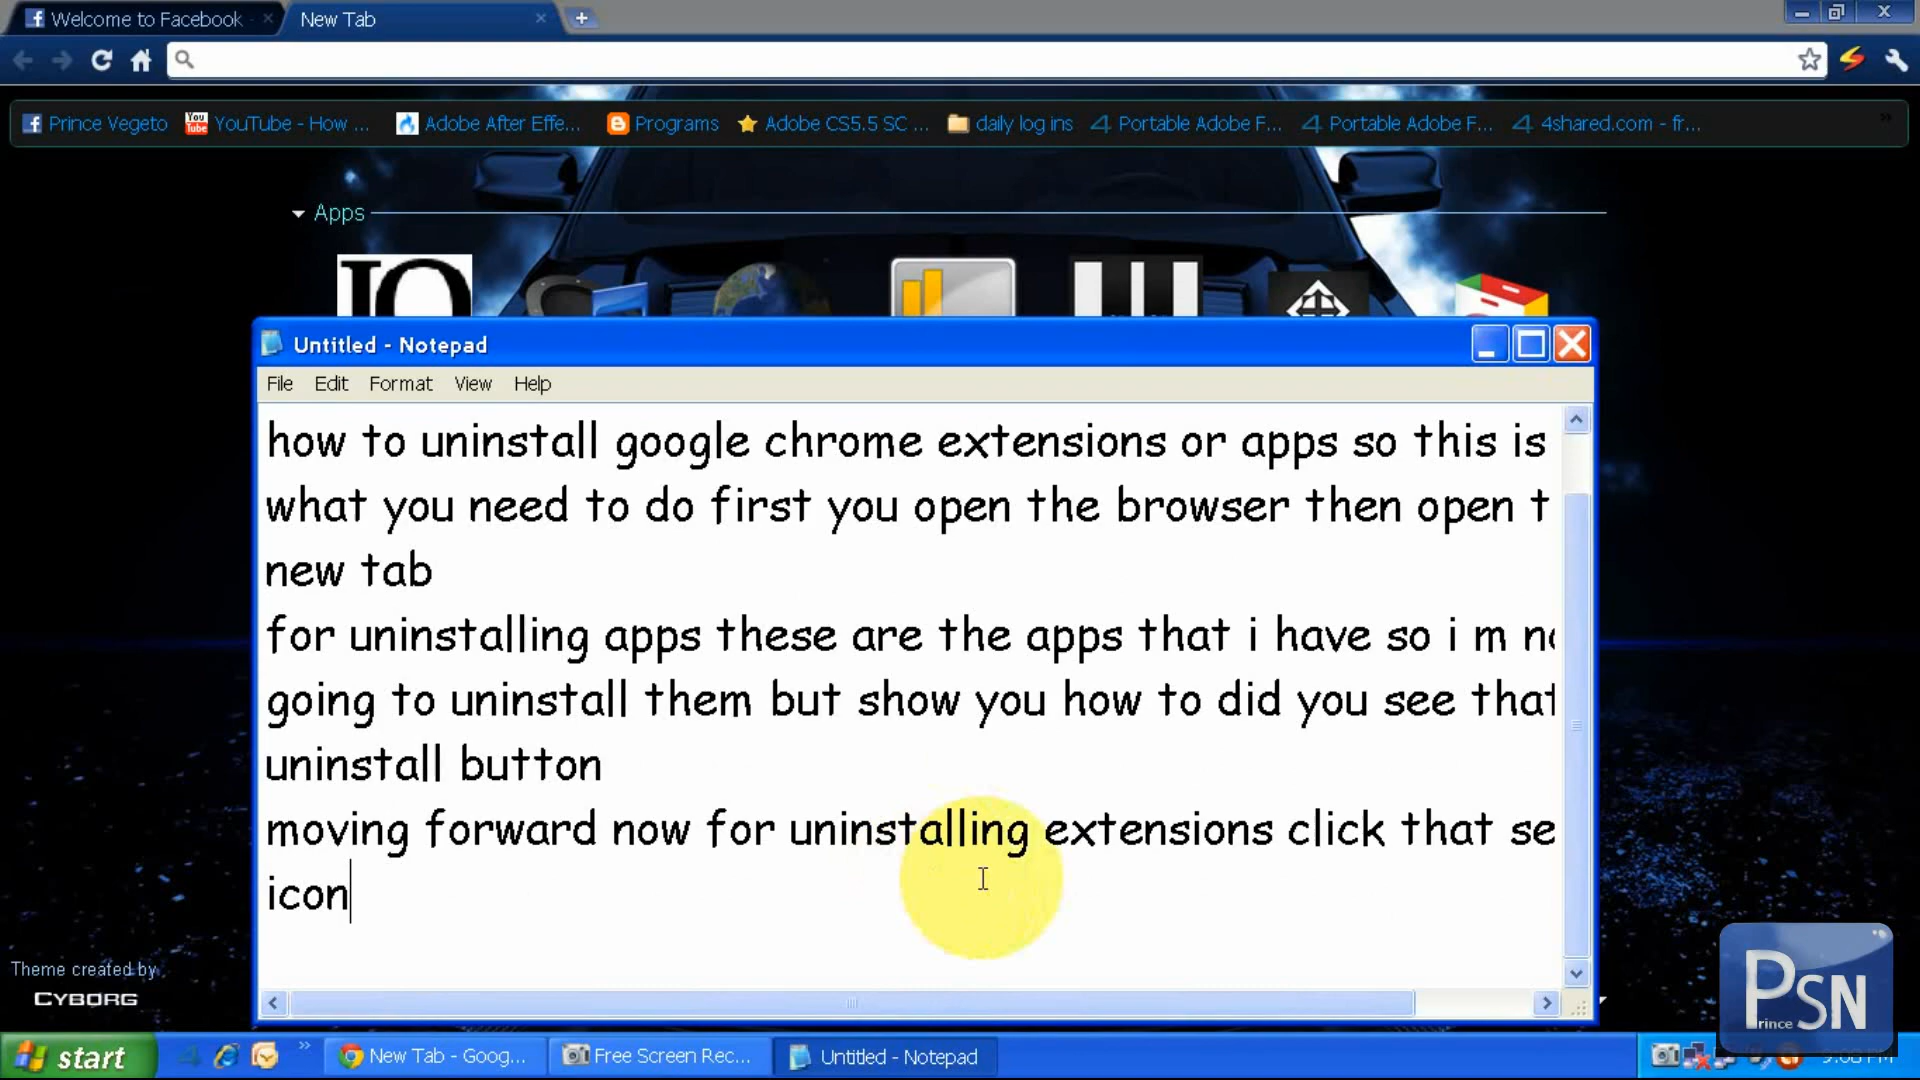 Welcome to Facebook
New Tab
Prince Vegeto
YouTube - How ...
Adobe After Effe...
Programs
Adobe CS5.5 SC ...
daily log ins
Portable Adobe F...
Portable Adobe F...
4shared.com - fr...
Apps
Untitled - Notepad
File Edit Format View Help
how to uninstall google chrome extensions or apps so this is
what you need to do first you open the browser then open t
new tab
for uninstalling apps these are the apps that i have so i m no
going to uninstall them but show you how to did you see that
uninstall button
moving forward now for uninstalling extensions click that se
icon
Theme created by
CYBORG
PSN
Prince
start
New Tab - Goog...
Free Screen Rec...
Untitled - Notepad